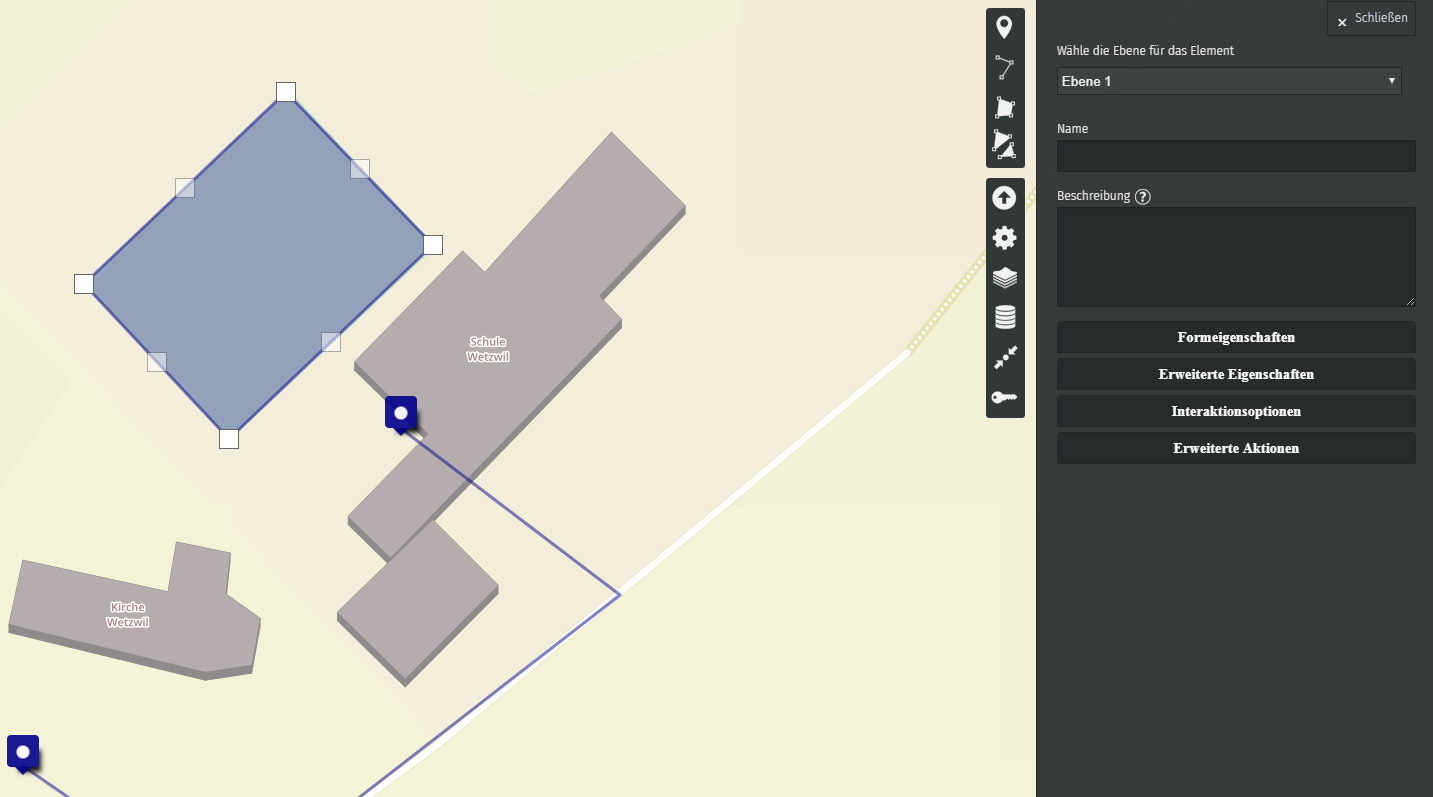 Schließen
Wähle die Ebene für das Element
Ebene 1
Name
Beschreibung ?
Formeigenschaften
Erweiterte Eigenschaften
Interaktionsoptionen
Erweiterte Aktionen
Schule
Wetzwil
Kirche
Wetzwil